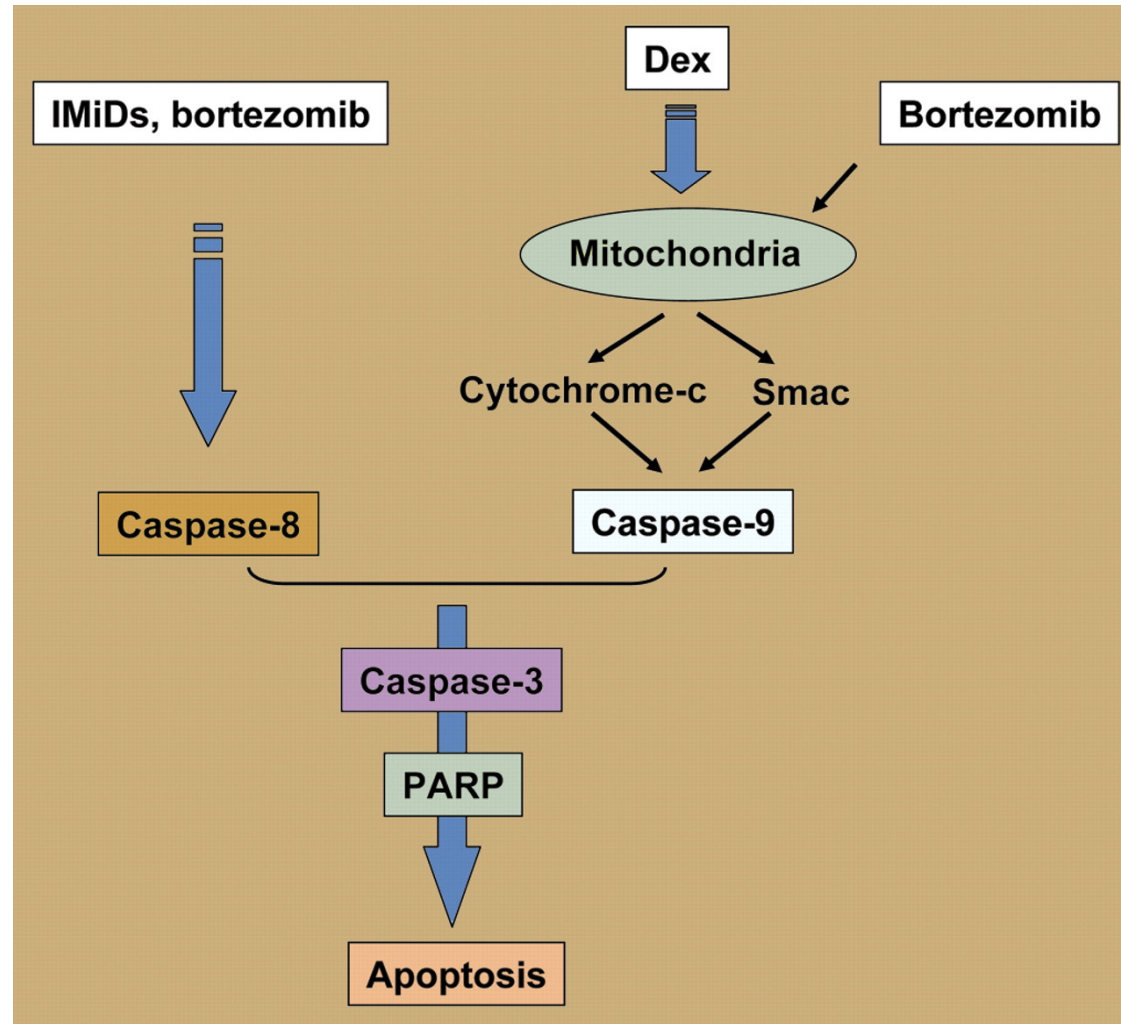 Dex
IMiDs, bortezomib
Bortezomib
Mitochondria
Cytochrome-c
Smac
Caspase-8
Caspase-9
Caspase-3
PARP
Apoptosis